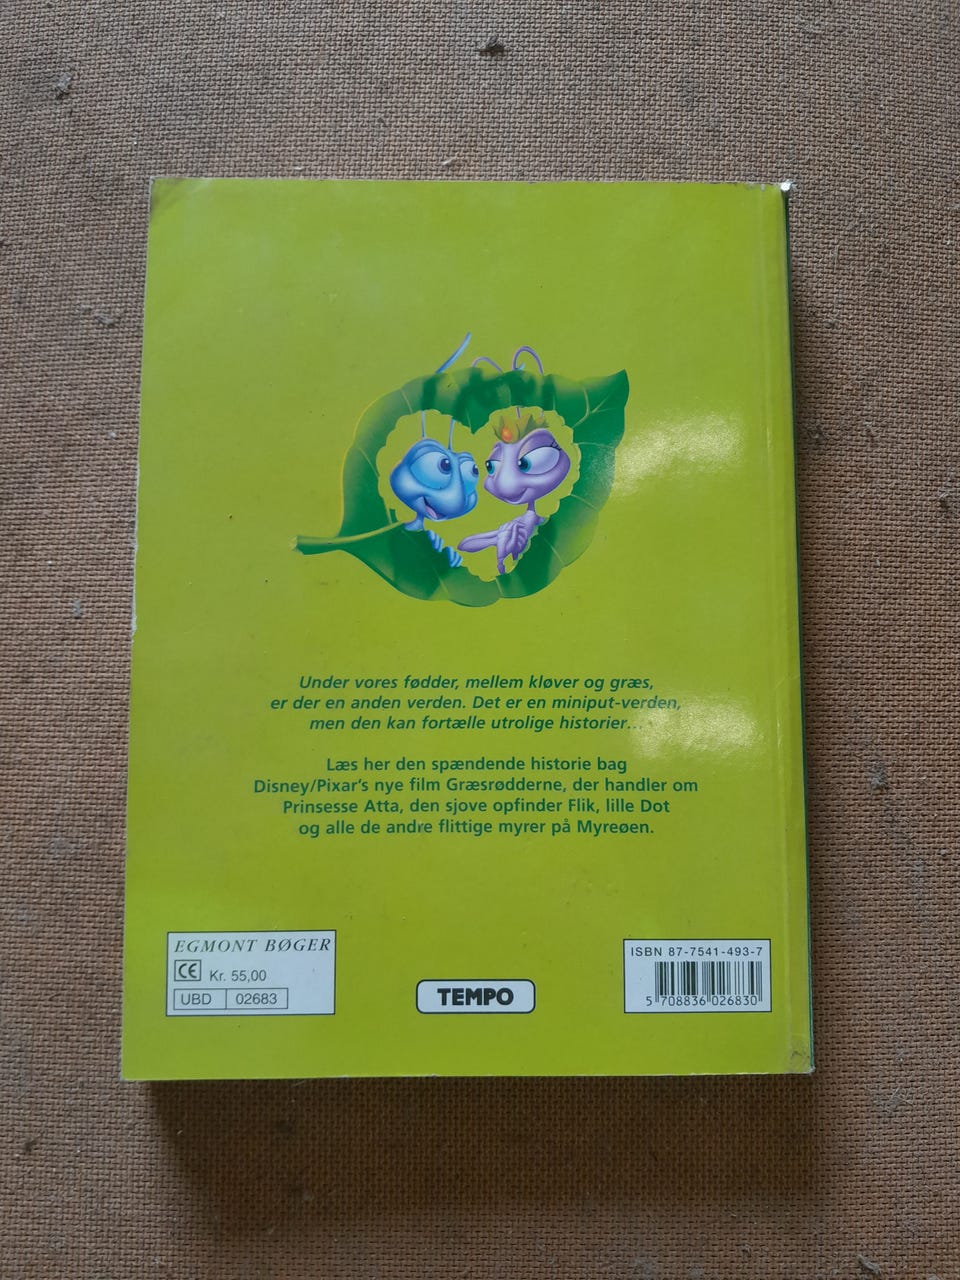 Under vores fødder, mellem kløver og græs,
er der en anden verden. Det er en miniput-verden,
men den kan fortælle utrolige historier...
Læs her den spændende historie bag
Disney/Pixar's nye film Græsrødderne, der handler om
Prinsesse Atta, den sjove opfinder Flik, lille Dot
og alle de andre flittige myrer på Myreøen.
EGMONT BØGER
CE Kr. 55,00
UBD 02683
TEMPO
ISBN 87-7541-493-7
5 708836 026830